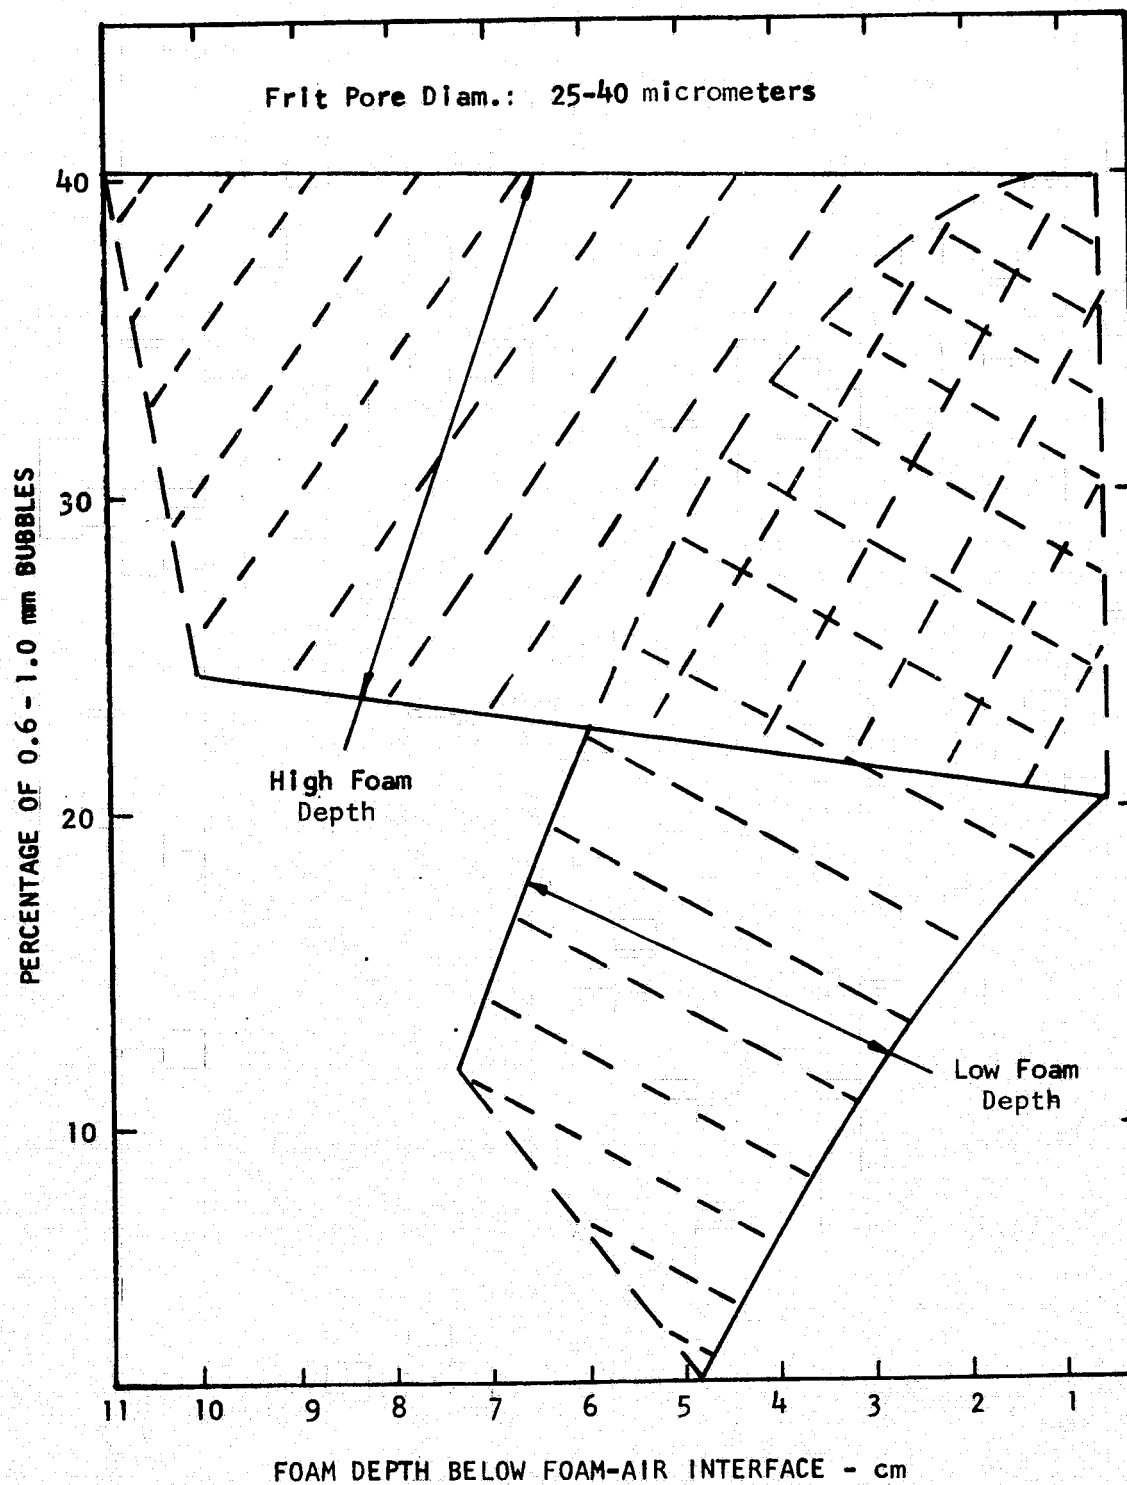 Frit Pore Diam.: 25-40 micrometers
40
30
20
10
PERCENTAGE OF 0.6-1.0 mm BUBBLES
High Foam
Depth
Low Foam
Depth
11 10 9 8 7 6 5 4 3 2 1
FOAM DEPTH BELOW FOAM-AIR INTERFACE - cm